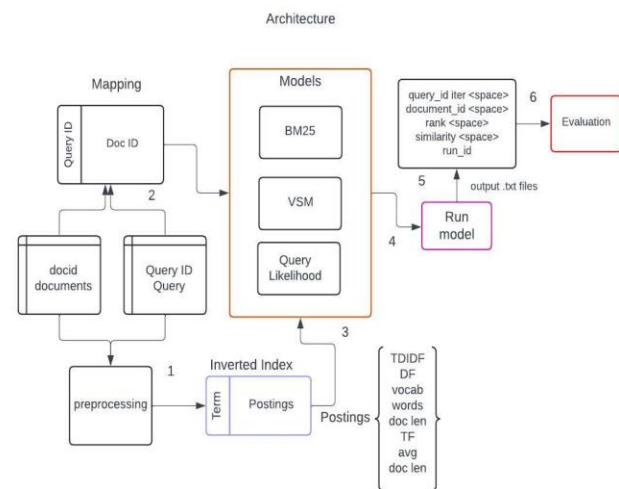 Architecture
Mapping
Query ID
Doc ID
2
docid
documents
Query ID
Query
preprocessing
1
Inverted Index
Term
Postings
3
Models
BM25
VSM
Query
Likelihood
4
Run
model
5
output .txt files
query_id iter <space>
document_id <space>
rank <space>
similarity <space>
run_id
6
Evaluation
Postings
TDIDF
DF
vocab
words
doc len
TF
avg
doc len